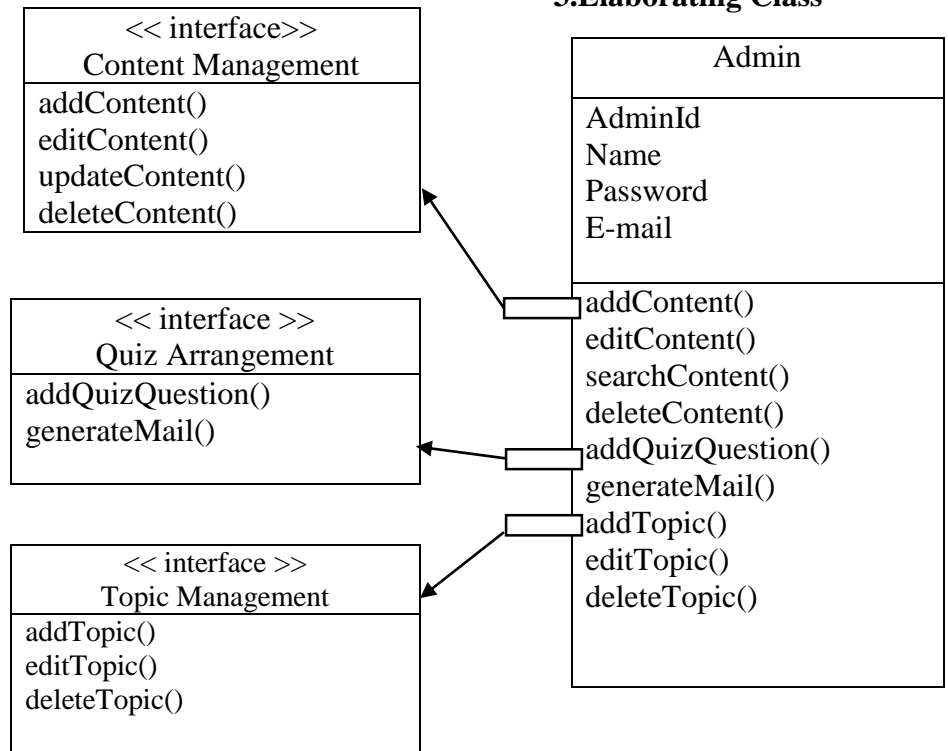 3.Elaborating Class
<< interface>>
Content Management
addContent()
editContent()
updateContent()
deleteContent()
<< interface >>
Quiz Arrangement
addQuizQuestion()
generateMail()
<< interface >>
Topic Management
addTopic()
editTopic()
deleteTopic()
Admin
AdminId
Name
Password
E-mail
addContent()
editContent()
searchContent()
deleteContent()
addQuizQuestion()
generateMail()
addTopic()
editTopic()
deleteTopic()